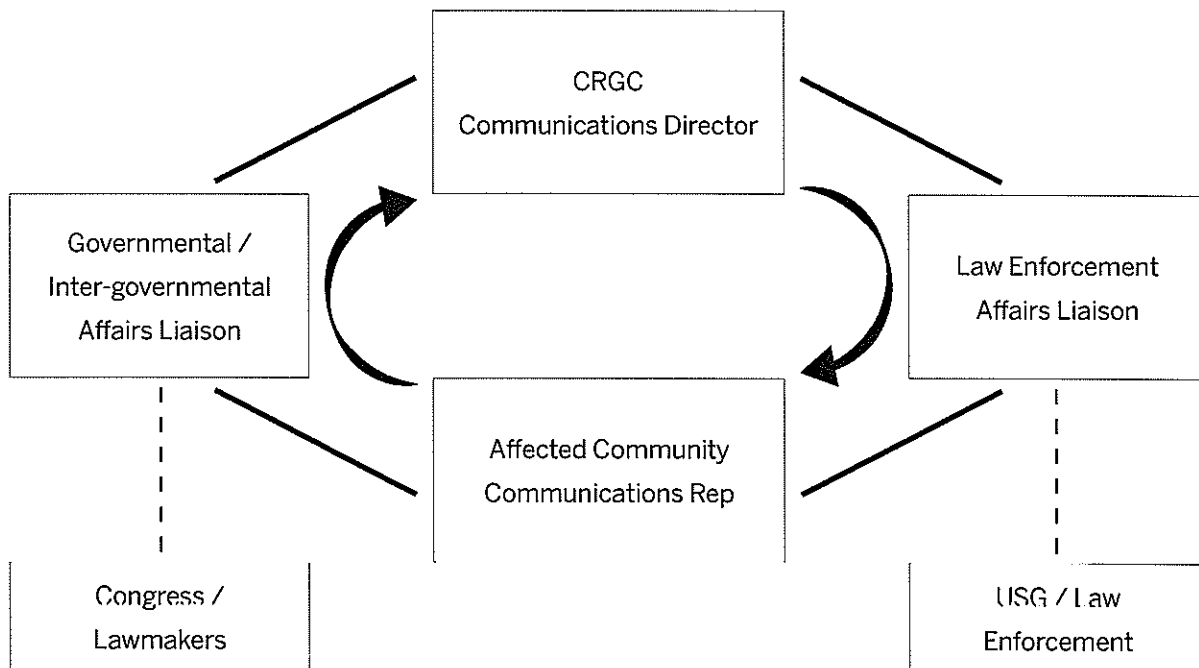 CRGC
Communications Director
Governmental /
Inter-governmental
Affairs Liaison
Law Enforcement
Affairs Liaison
Affected Community
Communications Rep
Congress /
Lawmakers
USG / Law
Enforcement